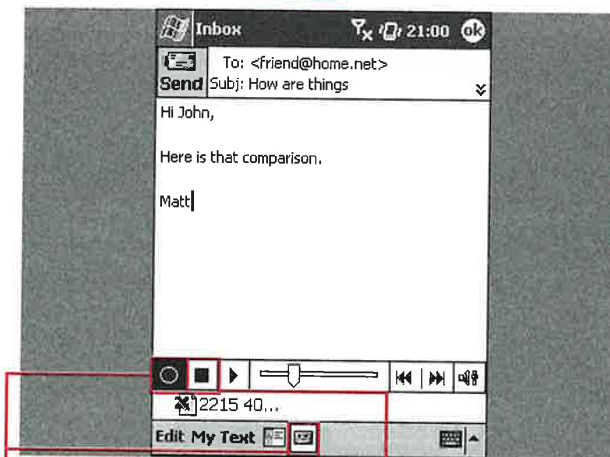 Inbox 21:00 ok
To: <friend@home.net>
Send Subj: How are things
Hi John,
Here is that comparison.
Matt
2215 40...
Edit My Text